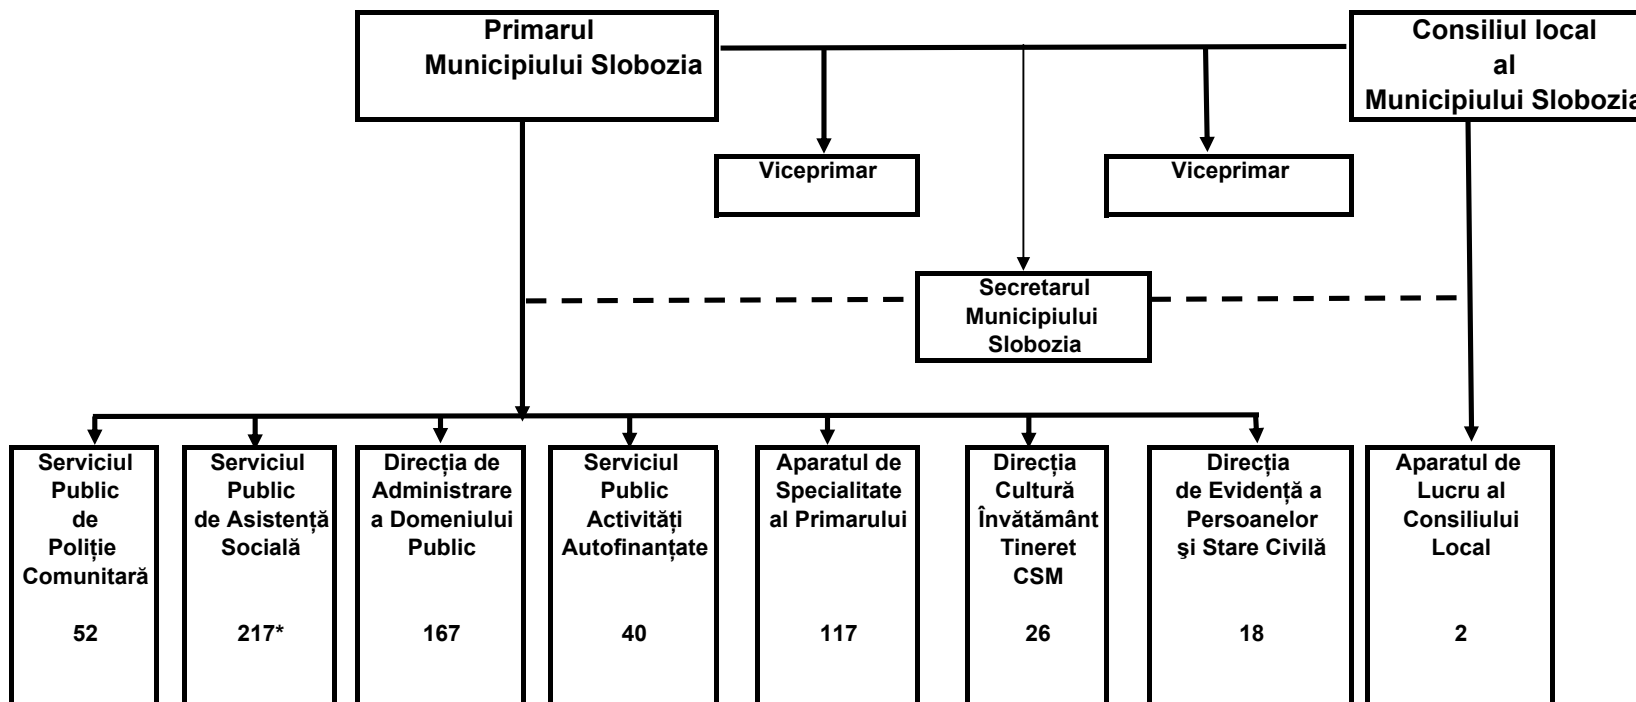 Primarul
Municipiului Slobozia
Consiliul local
al
Municipiului Slobozia
Viceprimar
Viceprimar
Secretarul
Municipiului
Slobozia
Serviciul
Public
de
Poliție
Comunitară
52
Serviciul
Public
de Asistență
Socială
217*
Direcția de
Administrare
a Domeniului
Public
167
Serviciul
Public
Activități
Autofinanțate
40
Aparatul de
Specialitate
al Primarului
117
Direcția
Cultură
Învătământ
Tineret
CSM
26
Direcția
de Evidență a
Persoanelor
şi Stare Civilă
18
Aparatul de
Lucru al
Consiliului
Local
2